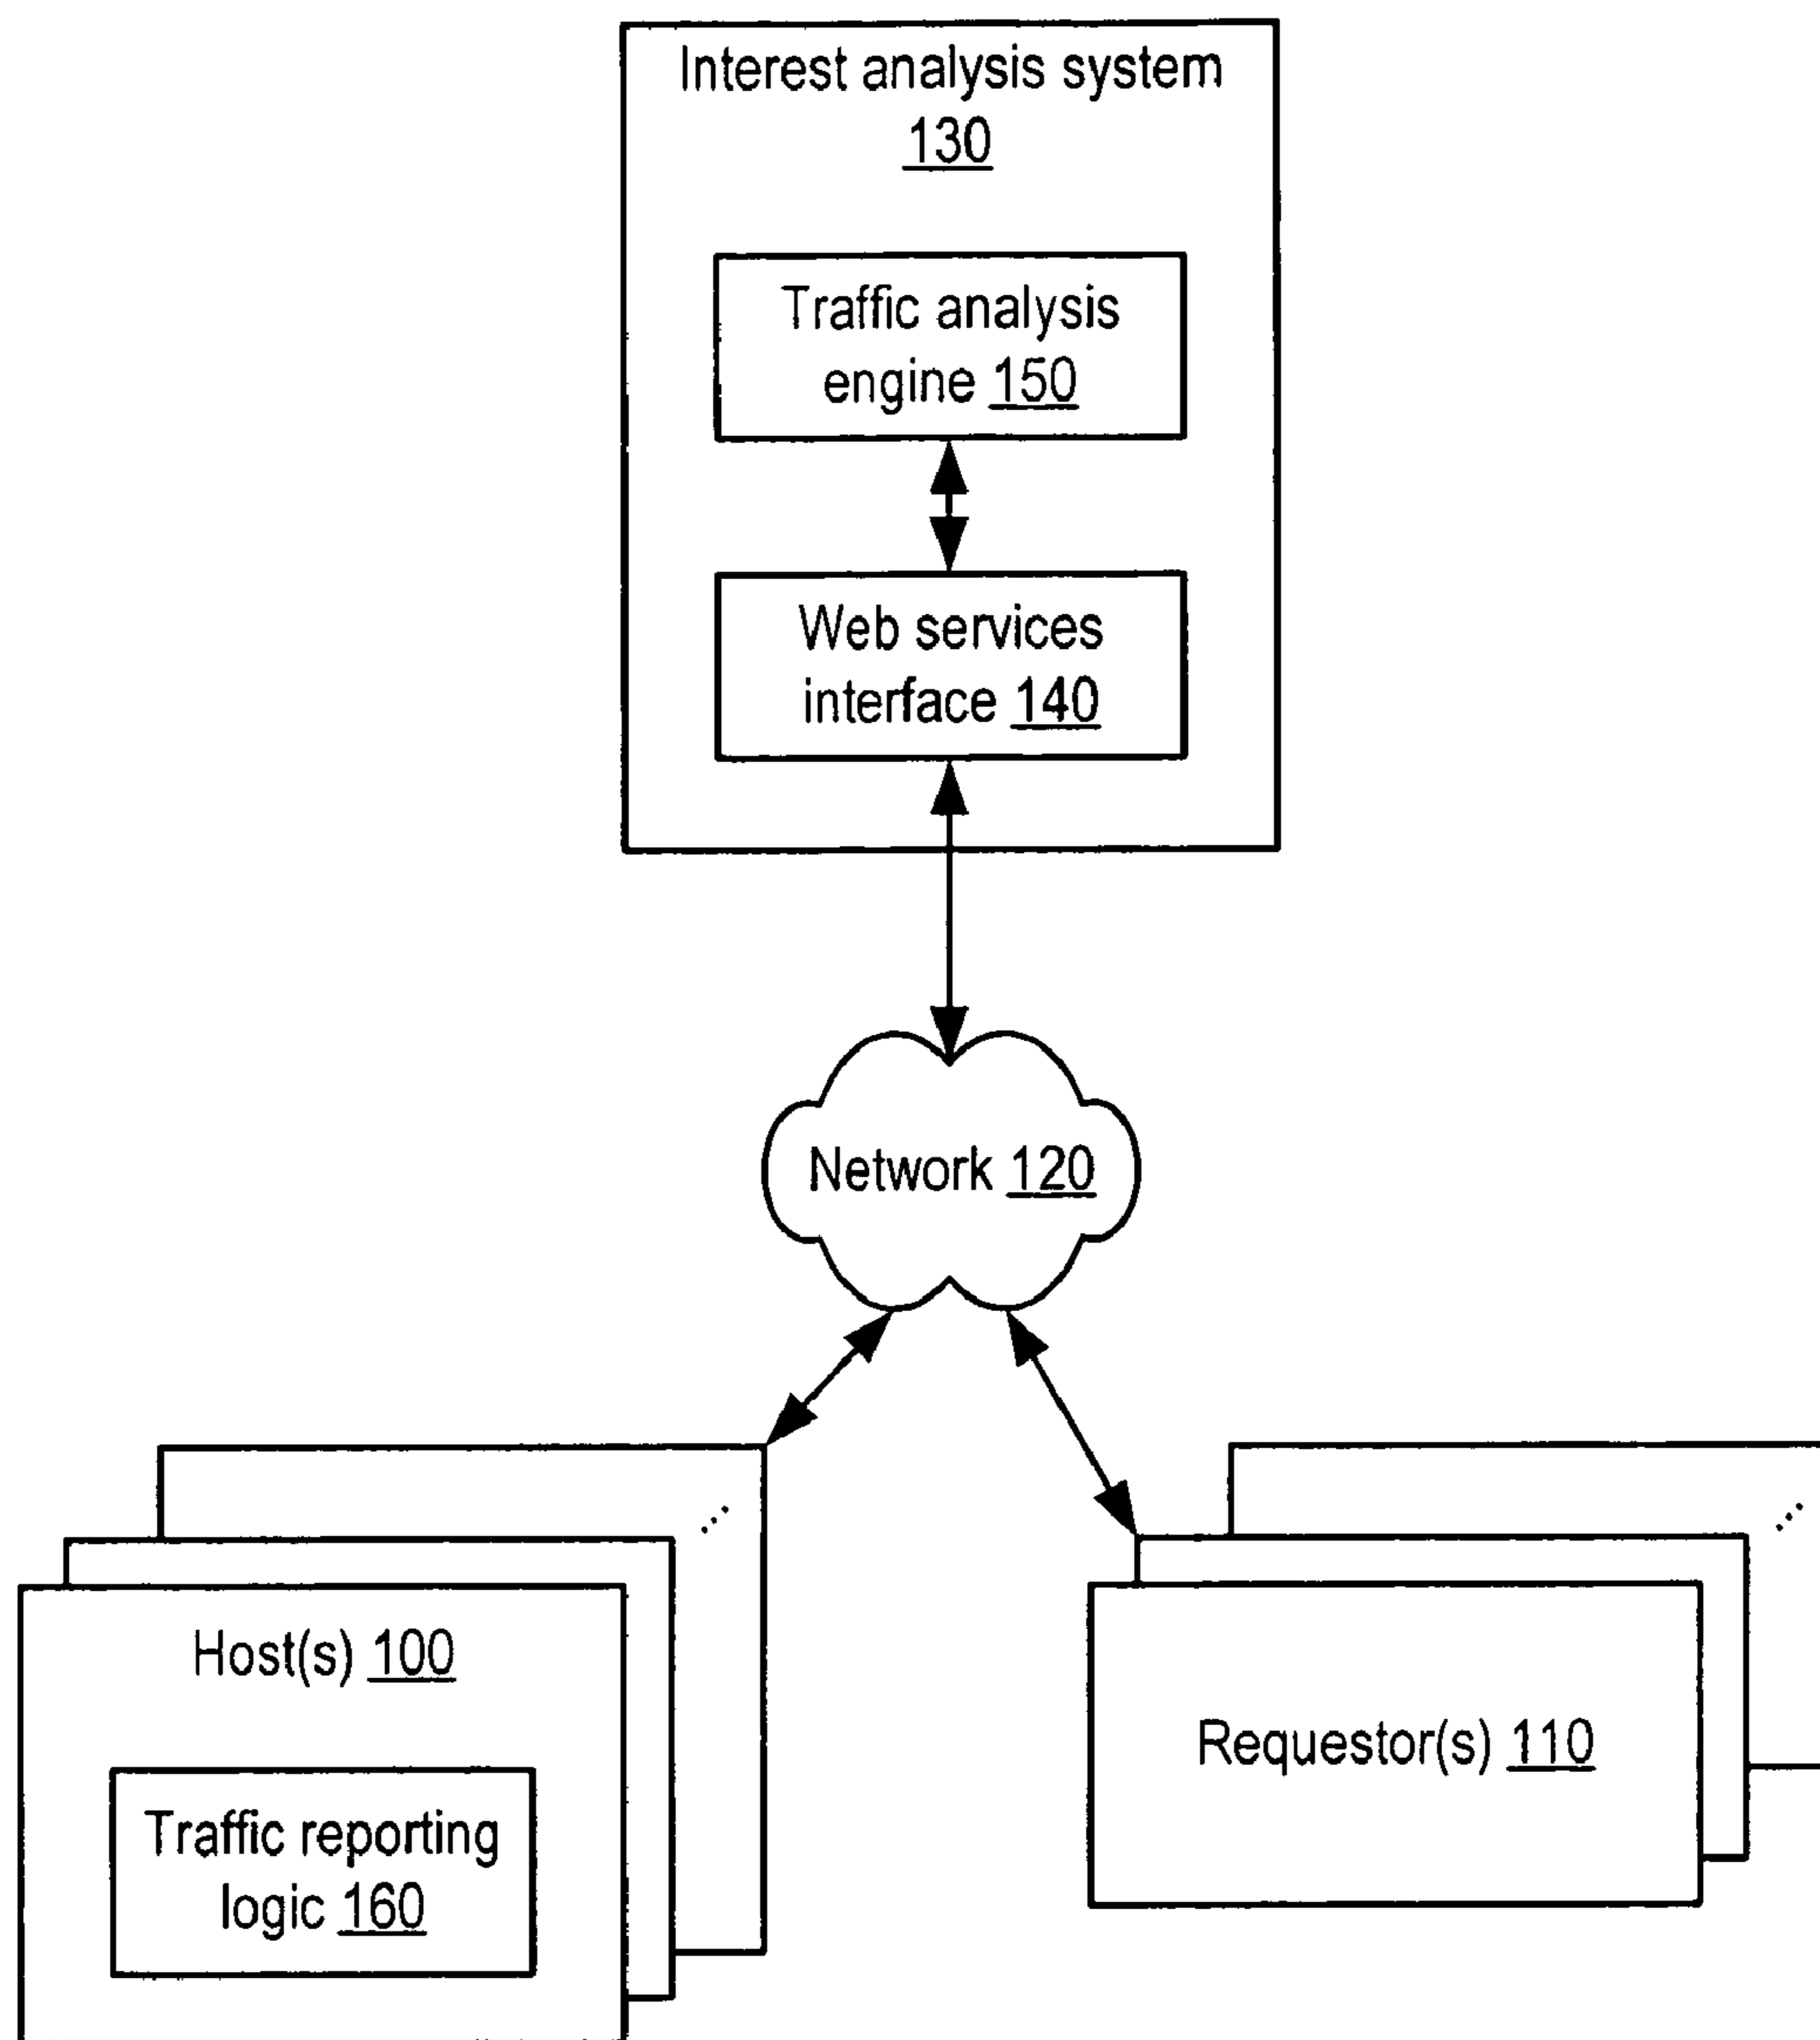 Interest analysis system
130
Traffic analysis
engine 150
Web services
interface 140
Network 120
Host(s) 100
Traffic reporting
logic 160
Requestor(s) 110